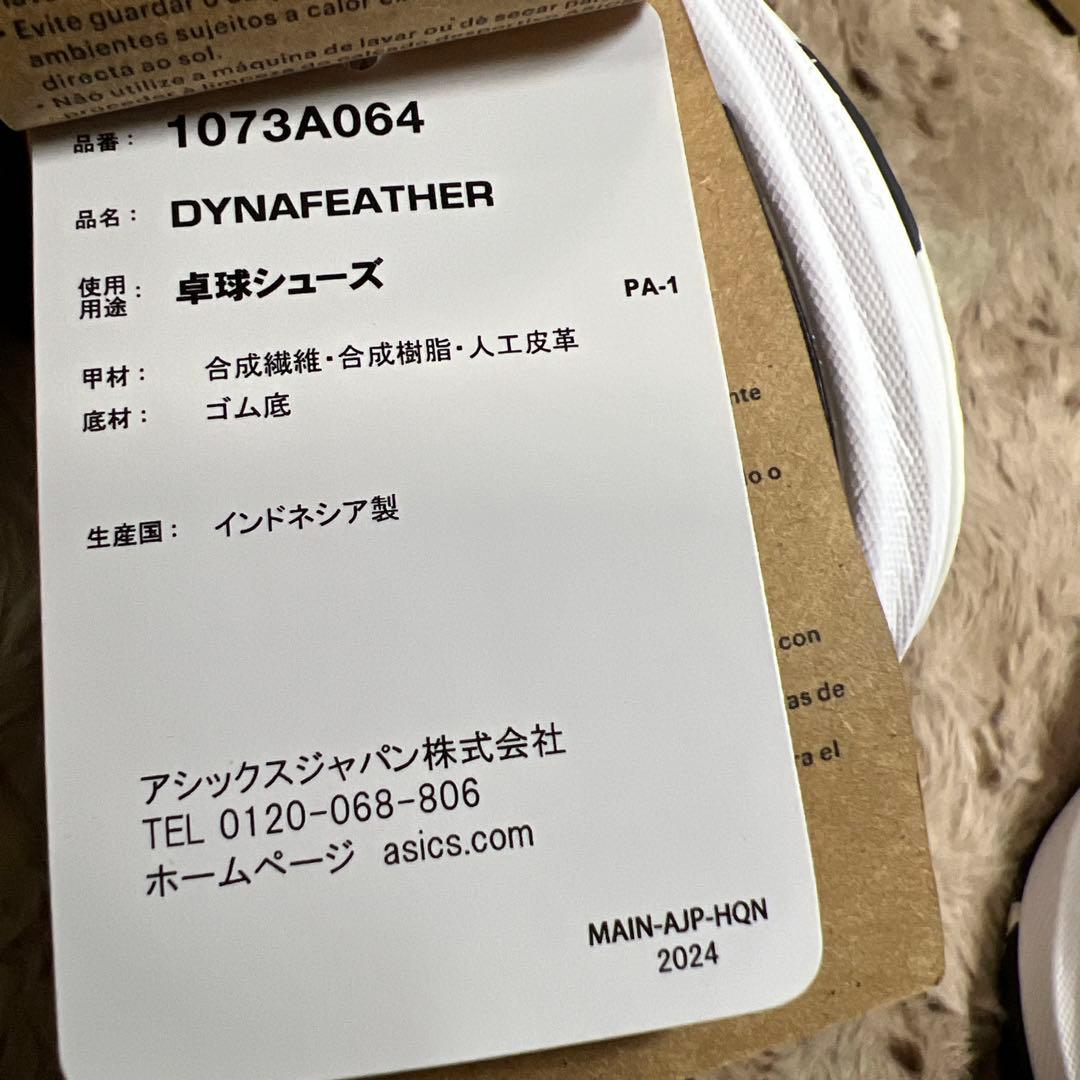 • Evite guardar o
ambientes sujeitos a calor
directa ao sol.
• Não utilize a máquina de lavar ou de secar para
proceder à limpeza do calçado desportivo
品番： 1073A064
品名： DYNAFEATHER
使用用途： 卓球シューズ
PA-1
甲材： 合成繊維・合成樹脂・人工皮革
底材： ゴム底
生産国： インドネシア製
nte
o o
con
as de
ra el
アシックスジャパン株式会社
TEL 0120-068-806
ホームページ asics.com
MAIN-AJP-HQN
2024